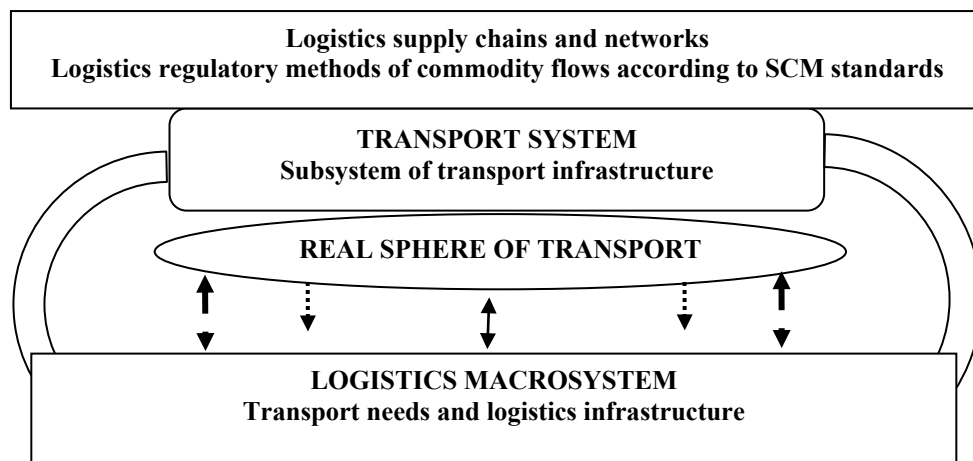 Logistics supply chains and networks
Logistics regulatory methods of commodity flows according to SCM standards
TRANSPORT SYSTEM
Subsystem of transport infrastructure
REAL SPHERE OF TRANSPORT
LOGISTICS MACROSYSTEM
Transport needs and logistics infrastructure